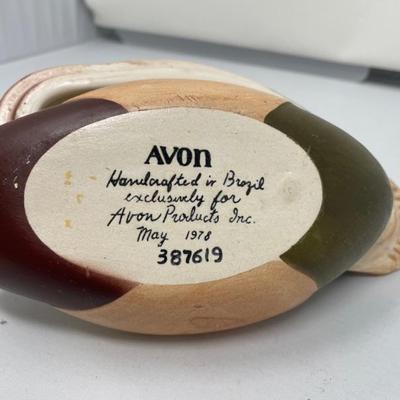 AVON
Handcrafted in Brazil
exclusively for
Avon Products Inc.
May 1978
387619